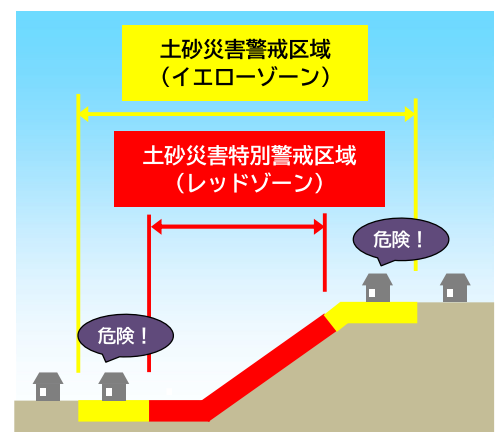 土砂災害警戒区域
（イエローゾーン）
土砂災害特別警戒区域
（レッドゾーン）
危険！
危険！